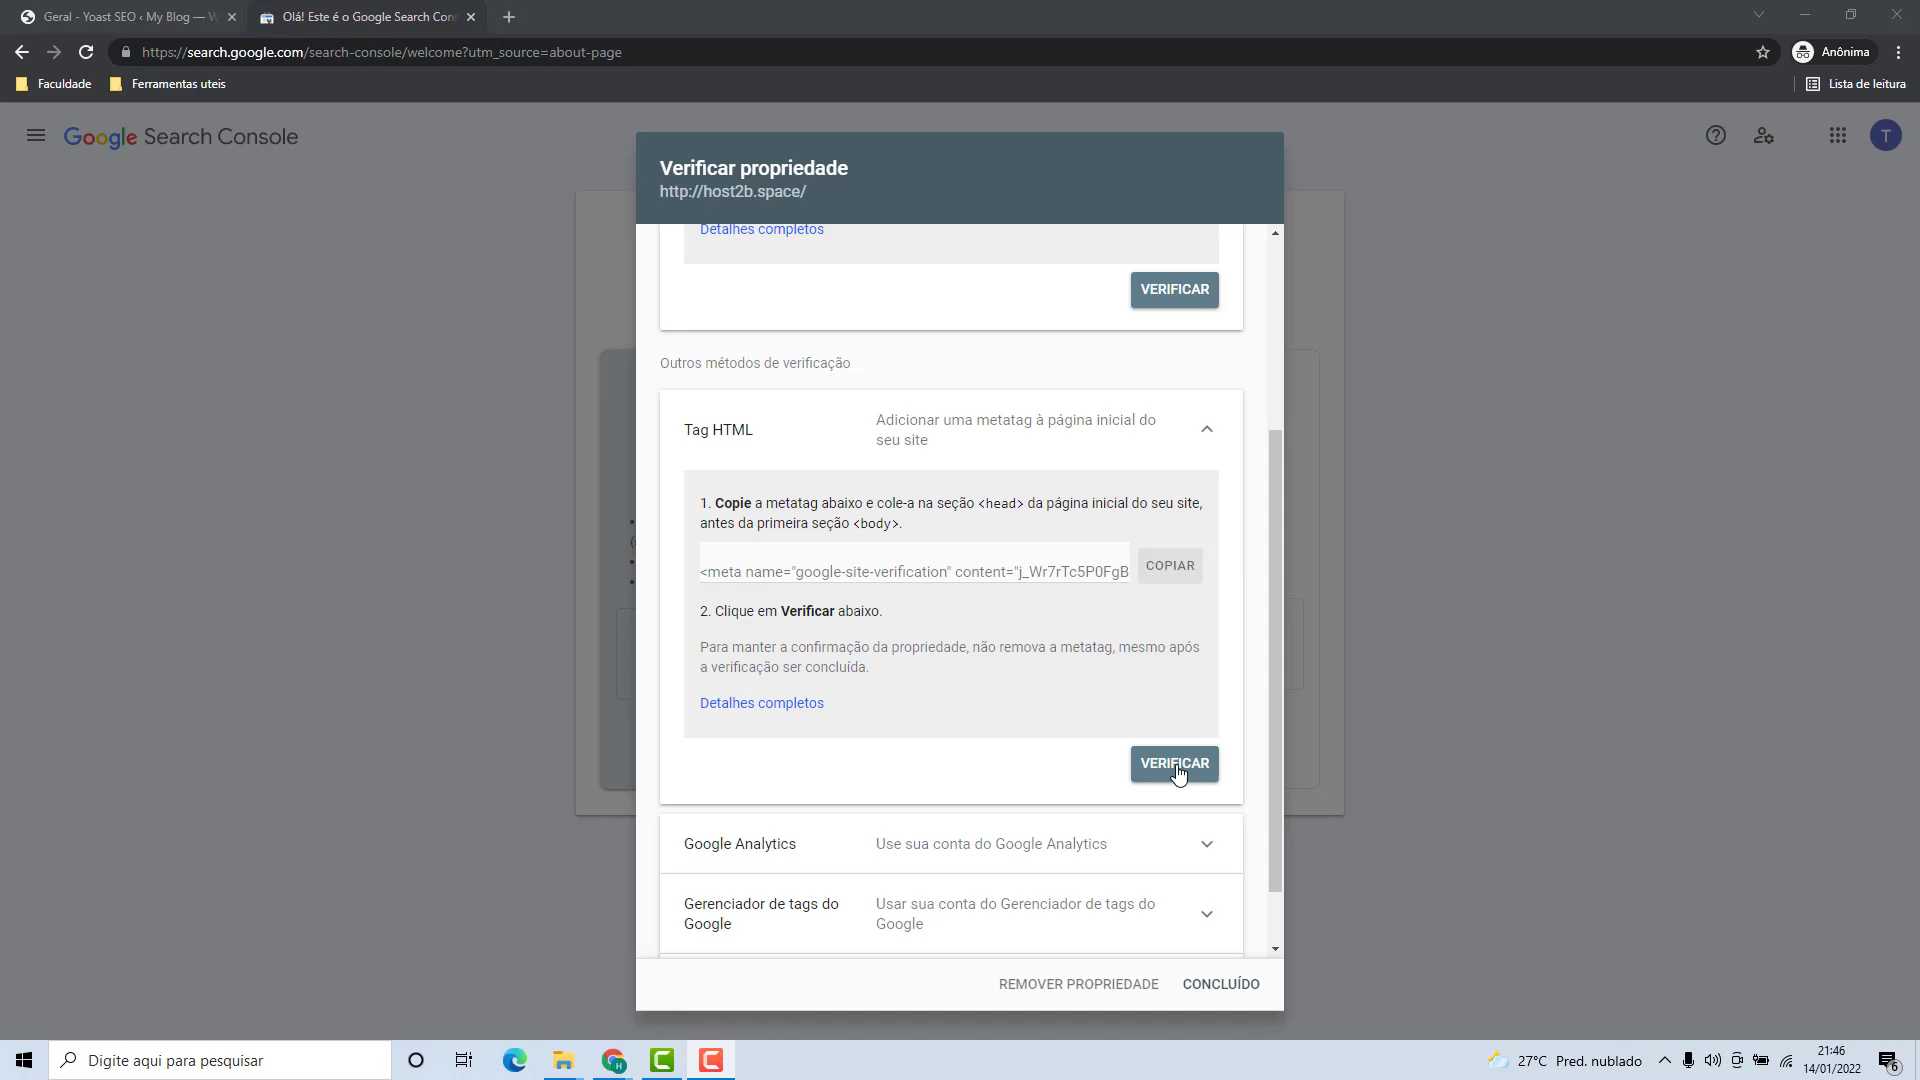 Geral - Yoast SEO ‹ My Blog — W
Olá! Este é o Google Search Con
https://search.google.com/search-console/welcome?utm_source=about-page
Anônima
Faculdade
Ferramentas uteis
Lista de leitura
Google Search Console
T
Verificar propriedade
http://host2b.space/
Detalhes completos
VERIFICAR
Outros métodos de verificação
Tag HTML
Adicionar uma metatag à página inicial do
seu site
1. Copie a metatag abaixo e cole-a na seção <head> da página inicial do seu site,
antes da primeira seção <body>.
<meta name="google-site-verification" content="j_Wr7rTc5P0FgB
COPIAR
2. Clique em Verificar abaixo.
Para manter a confirmação da propriedade, não remova a metatag, mesmo após
a verificação ser concluída.
Detalhes completos
VERIFICAR
Google Analytics
Use sua conta do Google Analytics
Gerenciador de tags do
Google
Usar sua conta do Gerenciador de tags do
Google
REMOVER PROPRIEDADE
CONCLUÍDO
Digite aqui para pesquisar
27°C Pred. nublado
21:46
14/01/2022
6